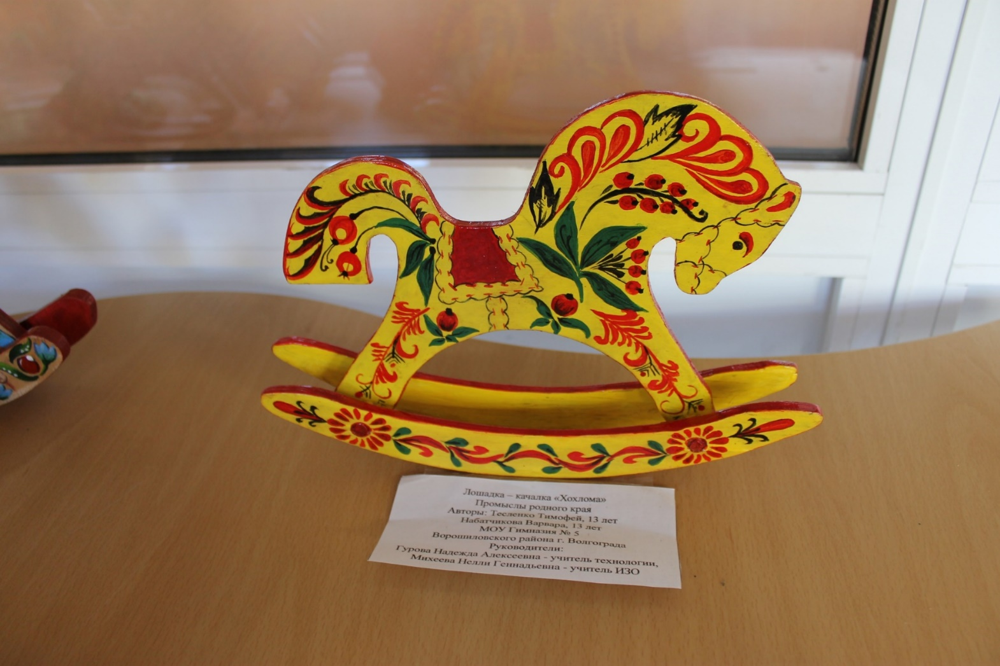 Лошадка – качалка «Хохлома»
Промыслы родного края
Авторы: Тесленко Тимофей, 13 лет
Набатчикова Варвара, 13 лет
МОУ Гимназия № 5
Ворошиловского района г. Волгограда
Руководители:
Гурова Надежда Алексеевна - учитель технологии,
Михеева Нелли Геннадьевна - учитель ИЗО